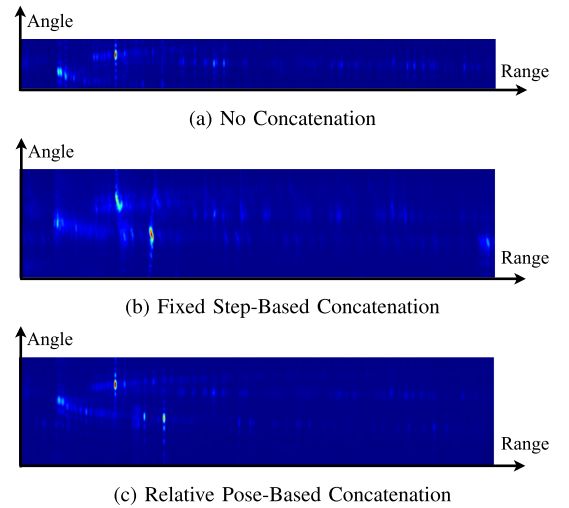 Angle
Range
(a) No Concatenation
Angle
Range
(b) Fixed Step-Based Concatenation
Angle
Range
(c) Relative Pose-Based Concatenation